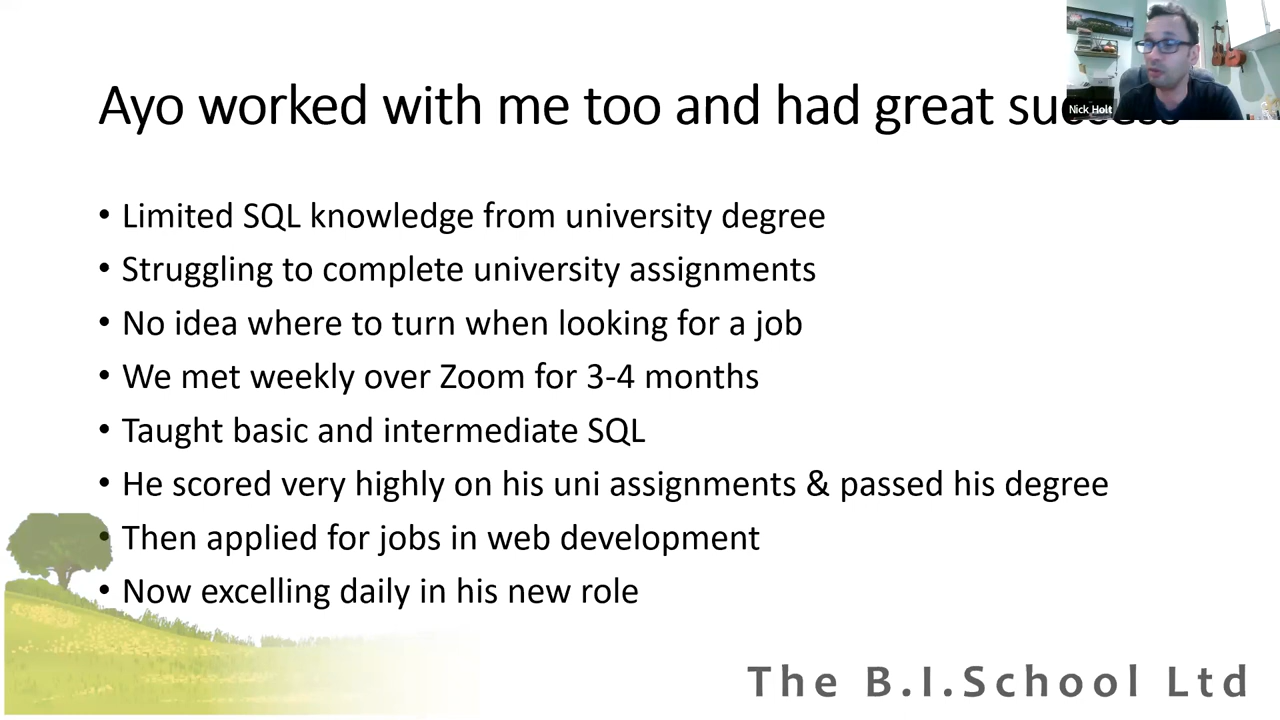 Ayo worked with me too and had great success
Nick Holt
• Limited SQL knowledge from university degree
• Struggling to complete university assignments
• No idea where to turn when looking for a job
• We met weekly over Zoom for 3-4 months
• Taught basic and intermediate SQL
• He scored very highly on his uni assignments & passed his degree
• Then applied for jobs in web development
• Now excelling daily in his new role
The B.I.School Ltd